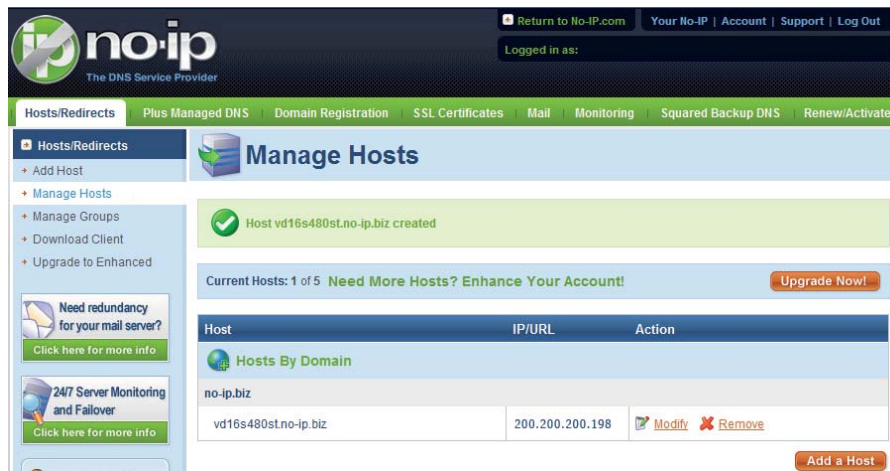 no-ip
The DNS Service Provider
Return to No-IP.com
Your No-IP | Account | Support | Log Out
Logged in as:
Hosts/Redirects
Plus Managed DNS
Domain Registration
SSL Certificates
Mail
Monitoring
Squared Backup DNS
Renew/Activate
Hosts/Redirects
Add Host
Manage Hosts
Manage Groups
Download Client
Upgrade to Enhanced
Need redundancy
for your mail server?
Click here for more info
24/7 Server Monitoring
and Failover
Click here for more info
Manage Hosts
Host vd16s480st.no-ip.biz created
Current Hosts: 1 of 5 Need More Hosts? Enhance Your Account!
Upgrade Now!
Host IP/URL Action
Hosts By Domain
no-ip.biz
vd16s480st.no-ip.biz 200.200.200.198 Modify Remove
Add a Host